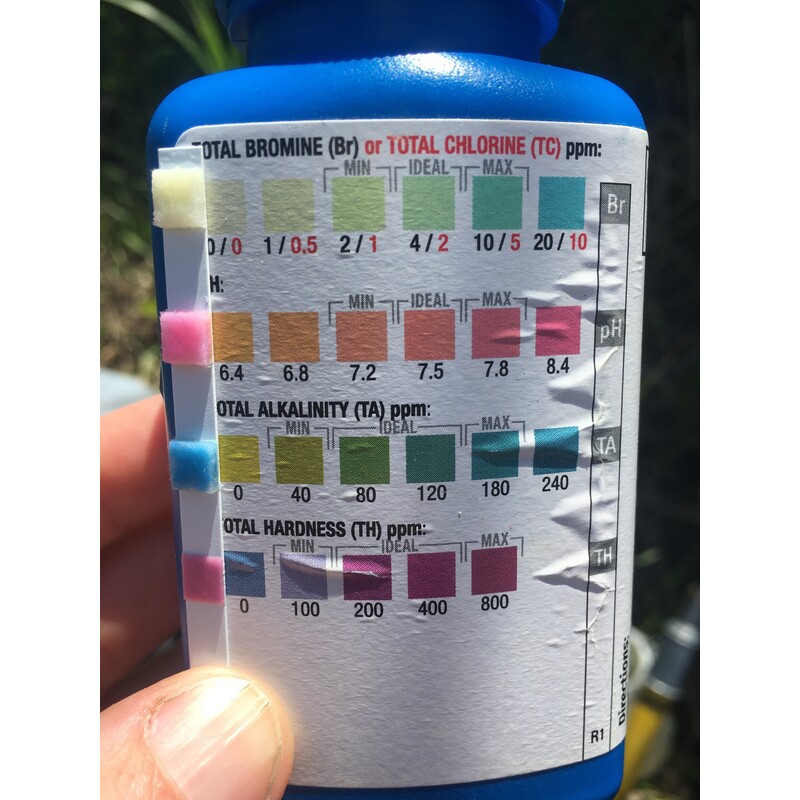 TOTAL BROMINE (Br) or TOTAL CHLORINE (TC) ppm:
MIN IDEAL MAX
0/0 1/0.5 2/1 4/2 10/5 20/10
Br
H:
MIN IDEAL MAX
6.4 6.8 7.2 7.5 7.8 8.4
pH
OTAL ALKALINITY (TA) ppm:
MIN IDEAL MAX
0 40 80 120 180 240
TA
OTAL HARDNESS (TH) ppm:
MIN IDEAL MAX
0 100 200 400 800
TH
Directions:
R1